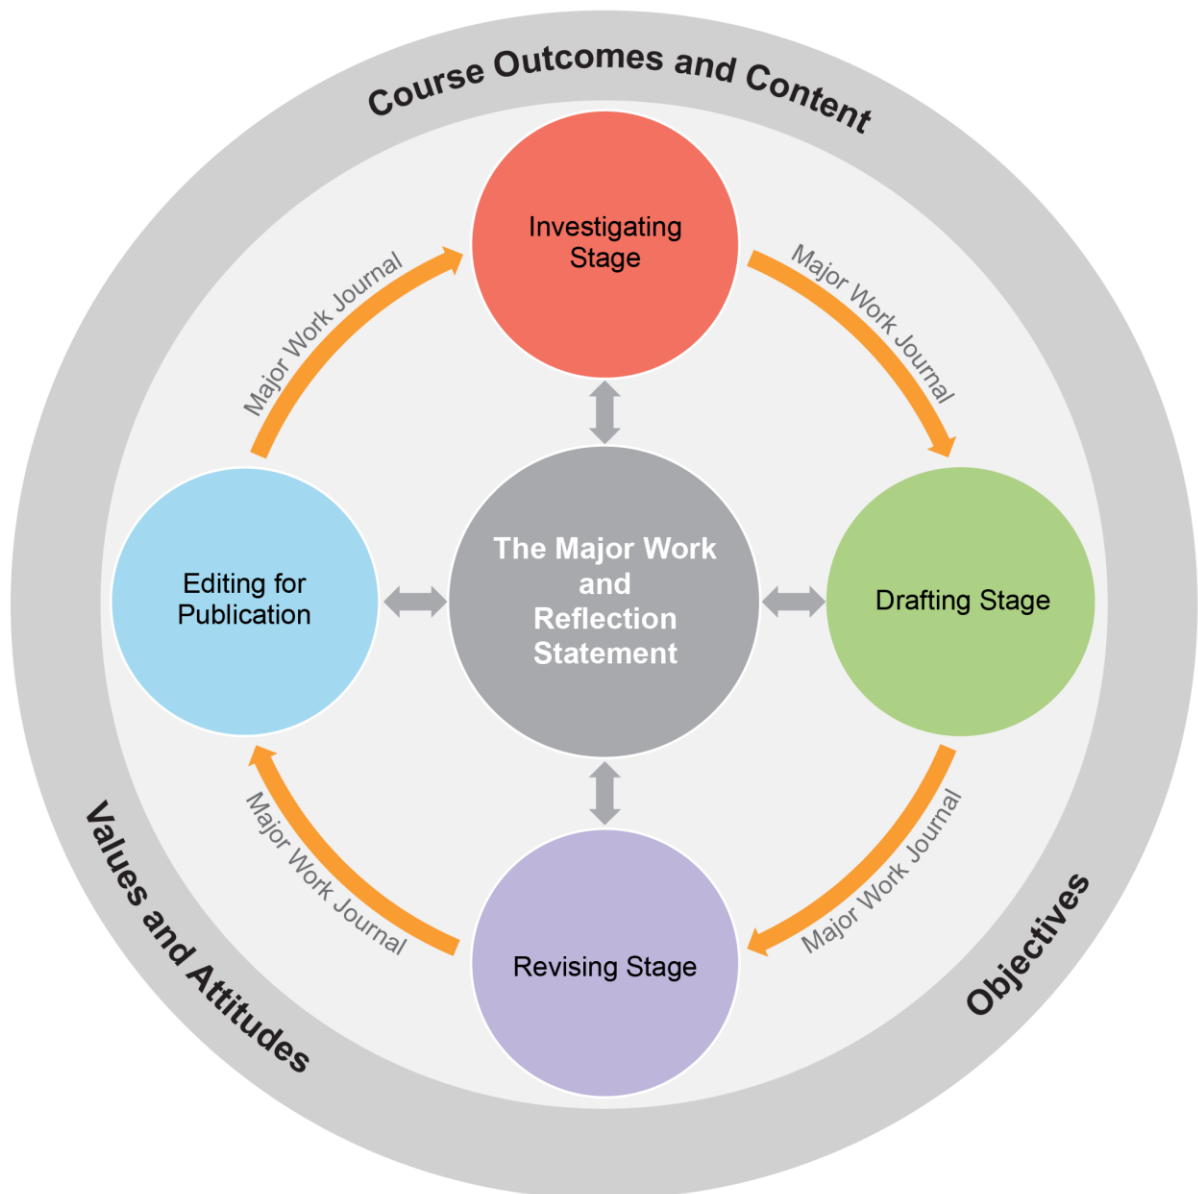 Course Outcomes and Content
Investigating
Stage
Major Work Journal
Major Work Journal
The Major Work
and
Reflection
Statement
Editing for
Publication
Drafting Stage
Major Work Journal
Major Work Journal
Revising Stage
Values and Attitudes
Objectives